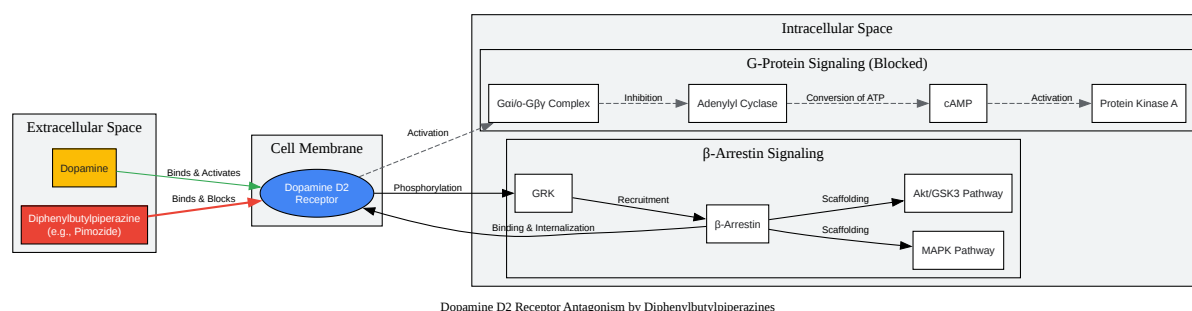 Intracellular Space
G-Protein Signaling (Blocked)
Gαi/o-Gβγ Complex
Inhibition
Adenylyl Cyclase
Conversion of ATP
cAMP
Activation
Protein Kinase A
Extracellular Space
Dopamine
Binds & Activates
Diphenylbutylpiperazine
(e.g., Pimozide)
Binds & Blocks
Cell Membrane
Dopamine D2
Receptor
Activation
Phosphorylation
β-Arrestin Signaling
GRK
Recruitment
β-Arrestin
Binding & Internalization
Scaffolding
Akt/GSK3 Pathway
Scaffolding
MAPK Pathway
Dopamine D2 Receptor Antagonism by Diphenylbutylpiperazines